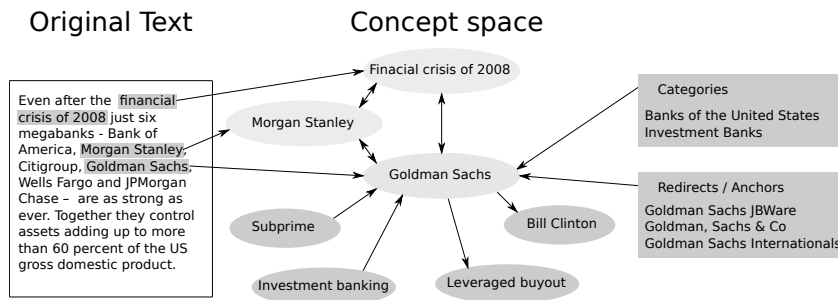 Original Text
Concept space
Even after the financial
crisis of 2008 just six
megabanks - Bank of
America, Morgan Stanley,
Citigroup, Goldman Sachs,
Wells Fargo and JPMorgan
Chase – are as strong as
ever. Together they control
assets adding up to more
than 60 percent of the US
gross domestic product.
Finacial crisis of 2008
Morgan Stanley
Goldman Sachs
Subprime
Bill Clinton
Investment banking
Leveraged buyout
Categories
Banks of the United States
Investment Banks
Redirects / Anchors
Goldman Sachs JBWare
Goldman, Sachs & Co
Goldman Sachs Internationals